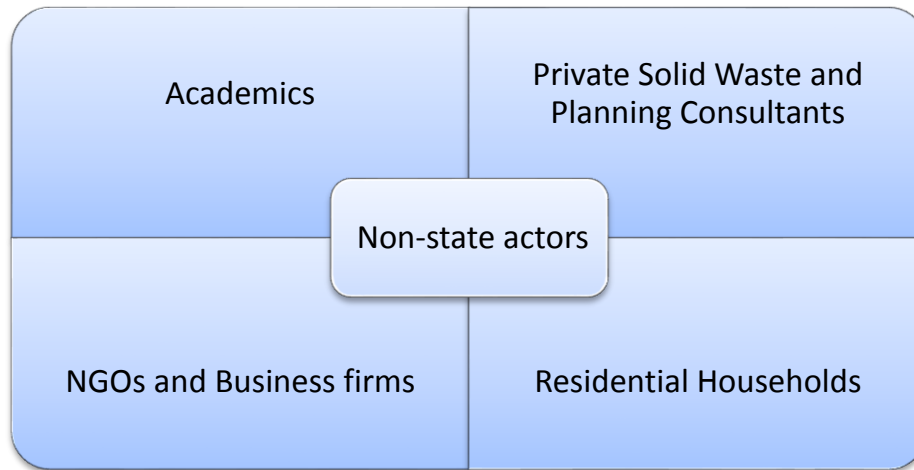 Academics
Private Solid Waste and
Planning Consultants
Non-state actors
NGOs and Business firms
Residential Households